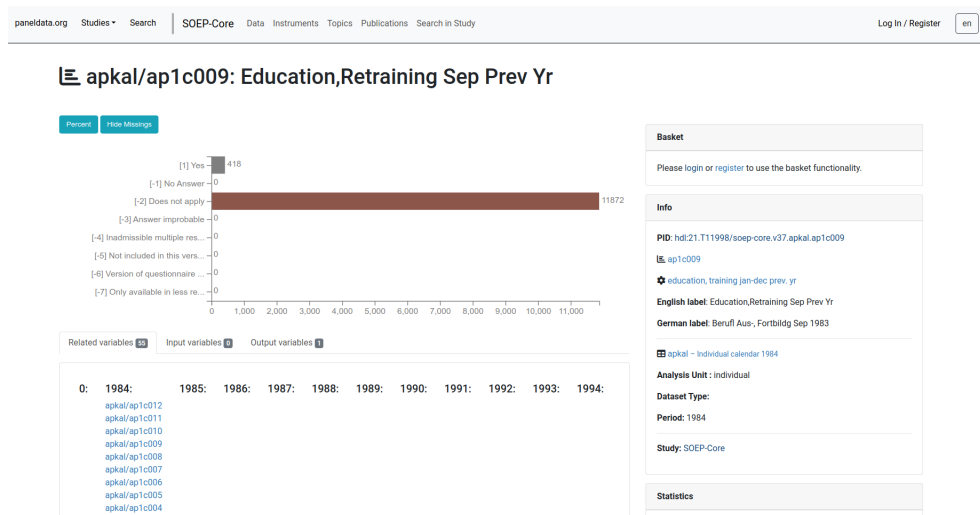 paneldata.org Studies Search SOEP-Core Data Instruments Topics Publications Search in Study Log In / Register en
apkal/ap1c009: Education,Retraining Sep Prev Yr
Percent Hide Missings
[1] Yes 418
[-1] No Answer 0
[-2] Does not apply 11872
[-3] Answer improbable 0
[-4] Inadmissible multiple res... 0
[-5] Not included in this vers... 0
[-6] Version of questionnaire ... 0
[-7] Only available in less re... 0
0 1,000 2,000 3,000 4,000 5,000 6,000 7,000 8,000 9,000 10,000 11,000
Related variables 55 Input variables 0 Output variables 1
0: 1984: 1985: 1986: 1987: 1988: 1989: 1990: 1991: 1992: 1993: 1994:
apkal/ap1c012
apkal/ap1c011
apkal/ap1c010
apkal/ap1c009
apkal/ap1c008
apkal/ap1c007
apkal/ap1c006
apkal/ap1c005
apkal/ap1c004
Basket
Please login or register to use the basket functionality.
Info
PID: hdl:21.T11998/soep-core.v37.apkal.ap1c009
ap1c009
education, training jan-dec prev. yr
English label: Education,Retraining Sep Prev Yr
German label: Berufl Aus-, Fortbildg Sep 1983
apkal – Individual calendar 1984
Analysis Unit : individual
Dataset Type:
Period: 1984
Study: SOEP-Core
Statistics